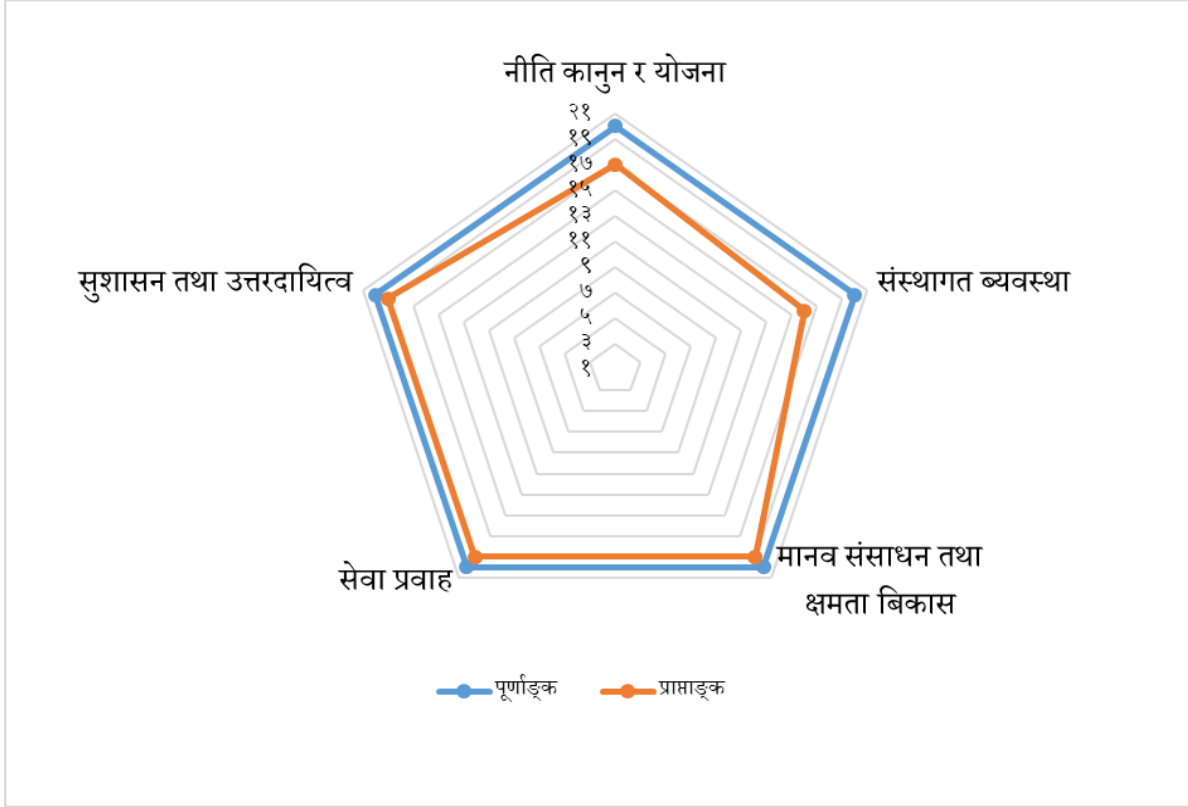 नीति कानुन र योजना
२१
१९
१७
१५
१३
११
९
७
५
३
१
सुशासन तथा उत्तरदायित्व
संस्थागत ब्यवस्था
सेवा प्रवाह
मानव संसाधन तथा
क्षमता बिकास
पूर्णाङ्क
प्राप्ताङ्क